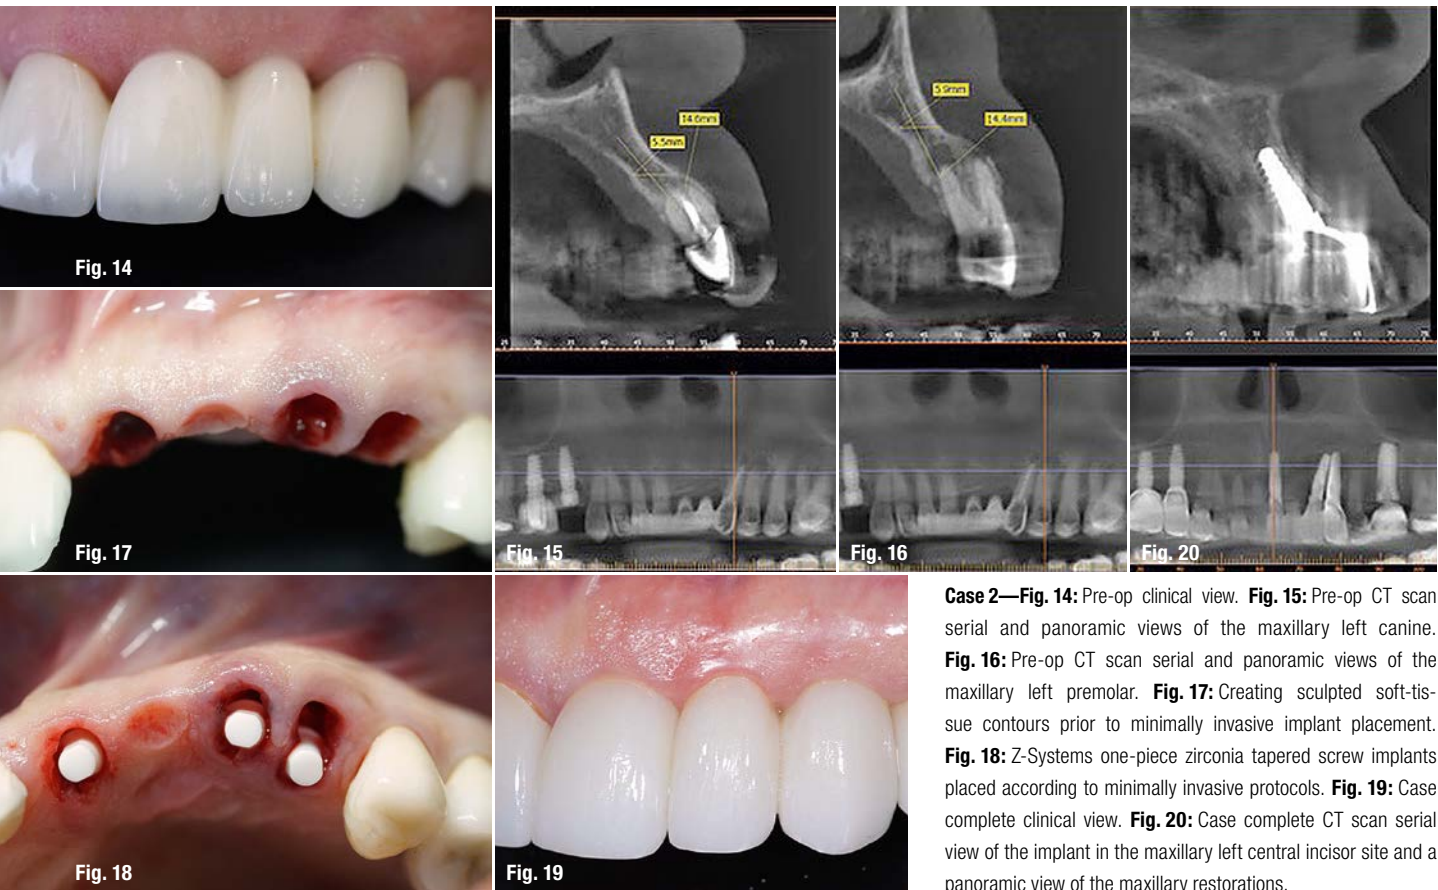 Fig. 14
5.5mm
5.9mm
14.4mm
Fig. 17
Fig. 15
Fig. 16
Fig. 20
Fig. 18
Fig. 19
Case 2—Fig. 14: Pre-op clinical view. Fig. 15: Pre-op CT scan
serial and panoramic views of the maxillary left canine.
Fig. 16: Pre-op CT scan serial and panoramic views of the
maxillary left premolar. Fig. 17: Creating sculpted soft-tis-
sue contours prior to minimally invasive implant placement.
Fig. 18: Z-Systems one-piece zirconia tapered screw implants
placed according to minimally invasive protocols. Fig. 19: Case
complete clinical view. Fig. 20: Case complete CT scan serial
view of the implant in the maxillary left central incisor site and a
panoramic view of the maxillary restorations.